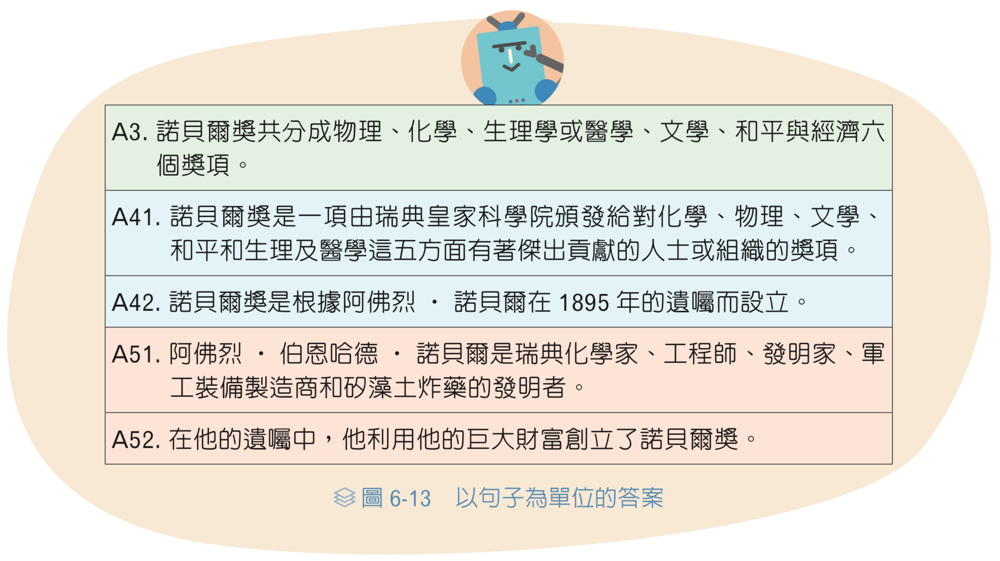 A3. 諾貝爾獎共分成物理、化學、生理學或醫學、文學、和平與經濟六
個獎項。
A41. 諾貝爾獎是一項由瑞典皇家科學院頒發給對化學、物理、文學、
和平和生理及醫學這五方面有著傑出貢獻的人士或組織的獎項。
A42. 諾貝爾獎是根據阿佛烈 · 諾貝爾在 1895 年的遺囑而設立。
A51. 阿佛烈 · 伯恩哈德 · 諾貝爾是瑞典化學家、工程師、發明家、軍
工裝備製造商和矽藻土炸藥的發明者。
A52. 在他的遺囑中，他利用他的巨大財富創立了諾貝爾獎。
圖 6-13　以句子為單位的答案